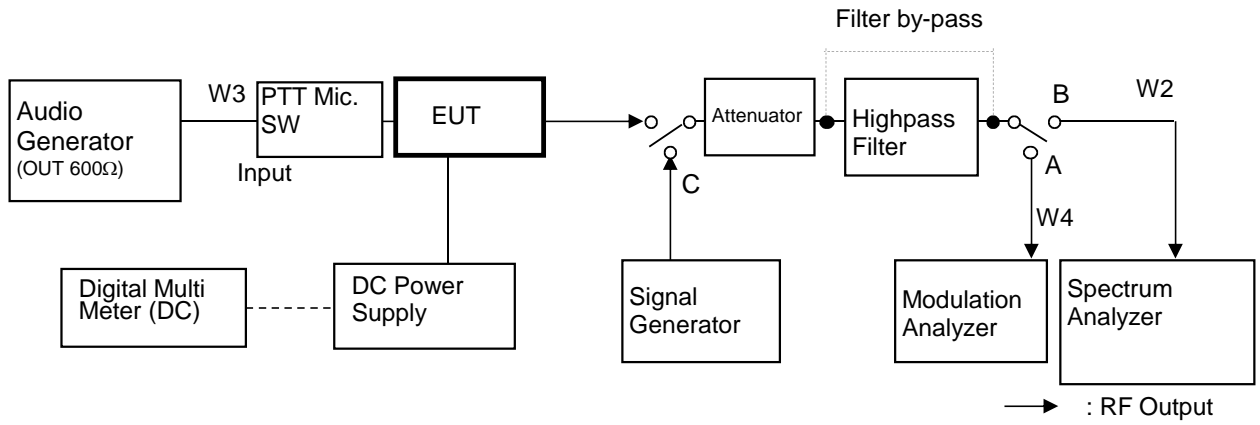 Filter by-pass
Audio
Generator
(OUT 600Ω)
W3
Input
PTT Mic.
SW
EUT
C
Attenuator
Highpass
Filter
B
A
W2
W4
Digital Multi
Meter (DC)
DC Power
Supply
Signal
Generator
Modulation
Analyzer
Spectrum
Analyzer
: RF Output